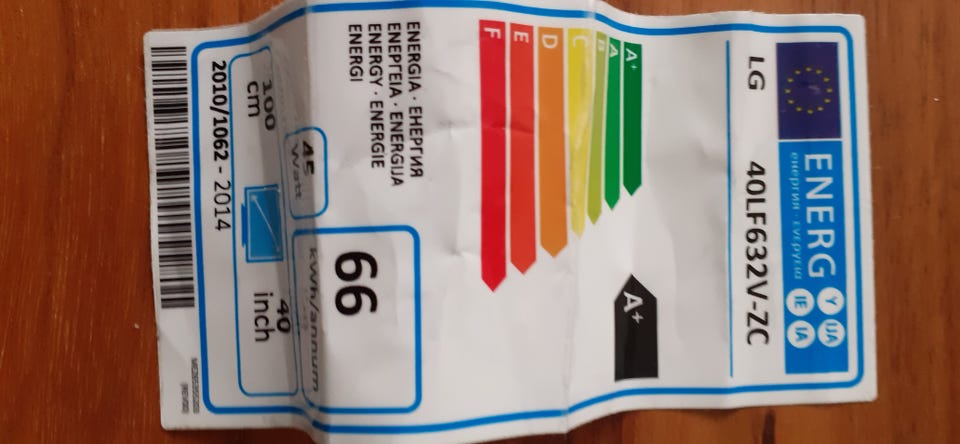 ENERG
Y IJA
IE IA
енергия · ενεργεια
LG 40LF632V-ZC
A+
A
B
C
D
E
F
A+
ENERGIA · ЕНЕРГИЯ
ΕΝΕΡΓΕΙΑ · ENERGIJA
ENERGY · ENERGIE
ENERGI
66
kWh/annum
45
Watt
100
cm
40
inch
2010/1062 - 2014